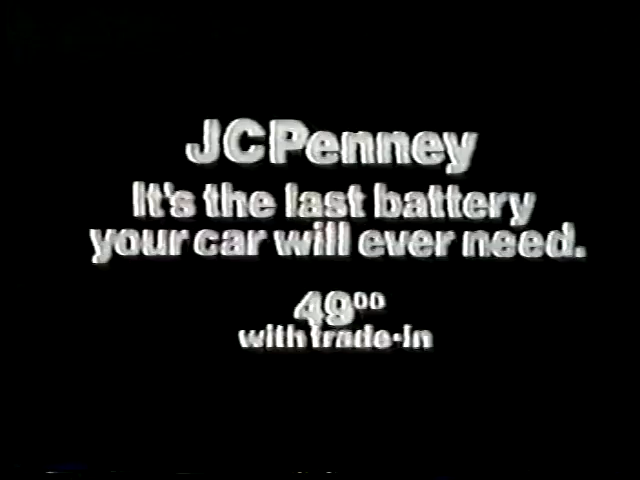 JCPenney
It's the last battery
your car will ever need.
49⁰⁰
with trade-in